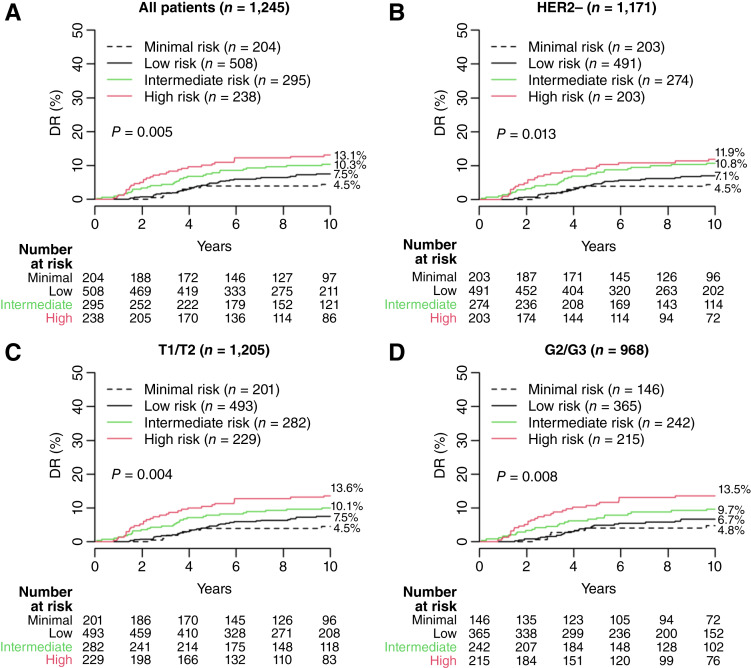 A
All patients (n = 1,245)
50
40
30
20
10
0
DR (%)
Minimal risk (n = 204)
Low risk (n = 508)
Intermediate risk (n = 295)
High risk (n = 238)
P = 0.005
13.1%
10.3%
7.5%
4.5%
0 2 4 6 8 10
Years
Number
at risk
Minimal 204 188 172 146 127 97
Low 508 469 419 333 275 211
Intermediate 295 252 222 179 152 121
High 238 205 170 136 114 86
B
HER2– (n = 1,171)
50
40
30
20
10
0
DR (%)
Minimal risk (n = 203)
Low risk (n = 491)
Intermediate risk (n = 274)
High risk (n = 203)
P = 0.013
11.9%
10.8%
7.1%
4.5%
0 2 4 6 8 10
Years
Number
at risk
Minimal 203 187 171 145 126 96
Low 491 452 404 320 263 202
Intermediate 274 236 208 169 143 114
High 203 174 144 114 94 72
C
T1/T2 (n = 1,205)
50
40
30
20
10
0
DR (%)
Minimal risk (n = 201)
Low risk (n = 493)
Intermediate risk (n = 282)
High risk (n = 229)
P = 0.004
13.6%
10.1%
7.5%
4.5%
0 2 4 6 8 10
Years
Number
at risk
Minimal 201 186 170 145 126 96
Low 493 459 410 328 271 208
Intermediate 282 241 214 175 148 118
High 229 198 166 132 110 83
D
G2/G3 (n = 968)
50
40
30
20
10
0
DR (%)
Minimal risk (n = 146)
Low risk (n = 365)
Intermediate risk (n = 242)
High risk (n = 215)
P = 0.008
13.5%
9.7%
6.7%
4.8%
0 2 4 6 8 10
Years
Number
at risk
Minimal 146 135 123 105 94 72
Low 365 338 299 236 200 152
Intermediate 242 207 184 148 128 102
High 215 184 151 120 99 76